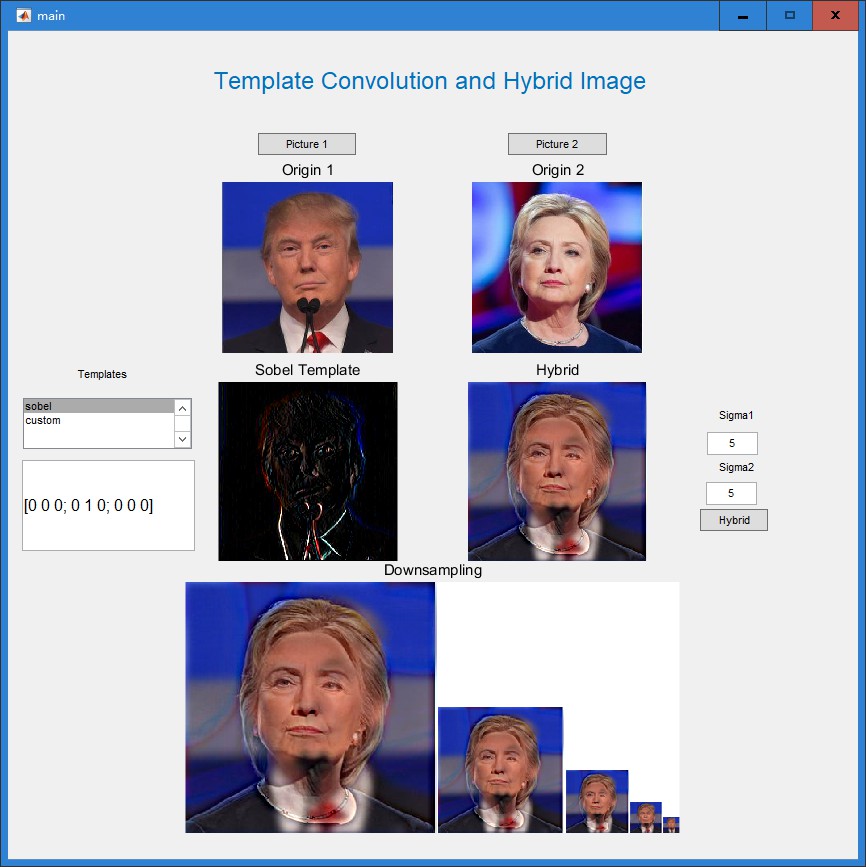 main
Template Convolution and Hybrid Image
Picture 1
Picture 2
Origin 1
Origin 2
Sobel Template
Hybrid
Templates
sobel
custom
[0 0 0; 0 1 0; 0 0 0]
Sigma1
5
Sigma2
5
Hybrid
Downsampling